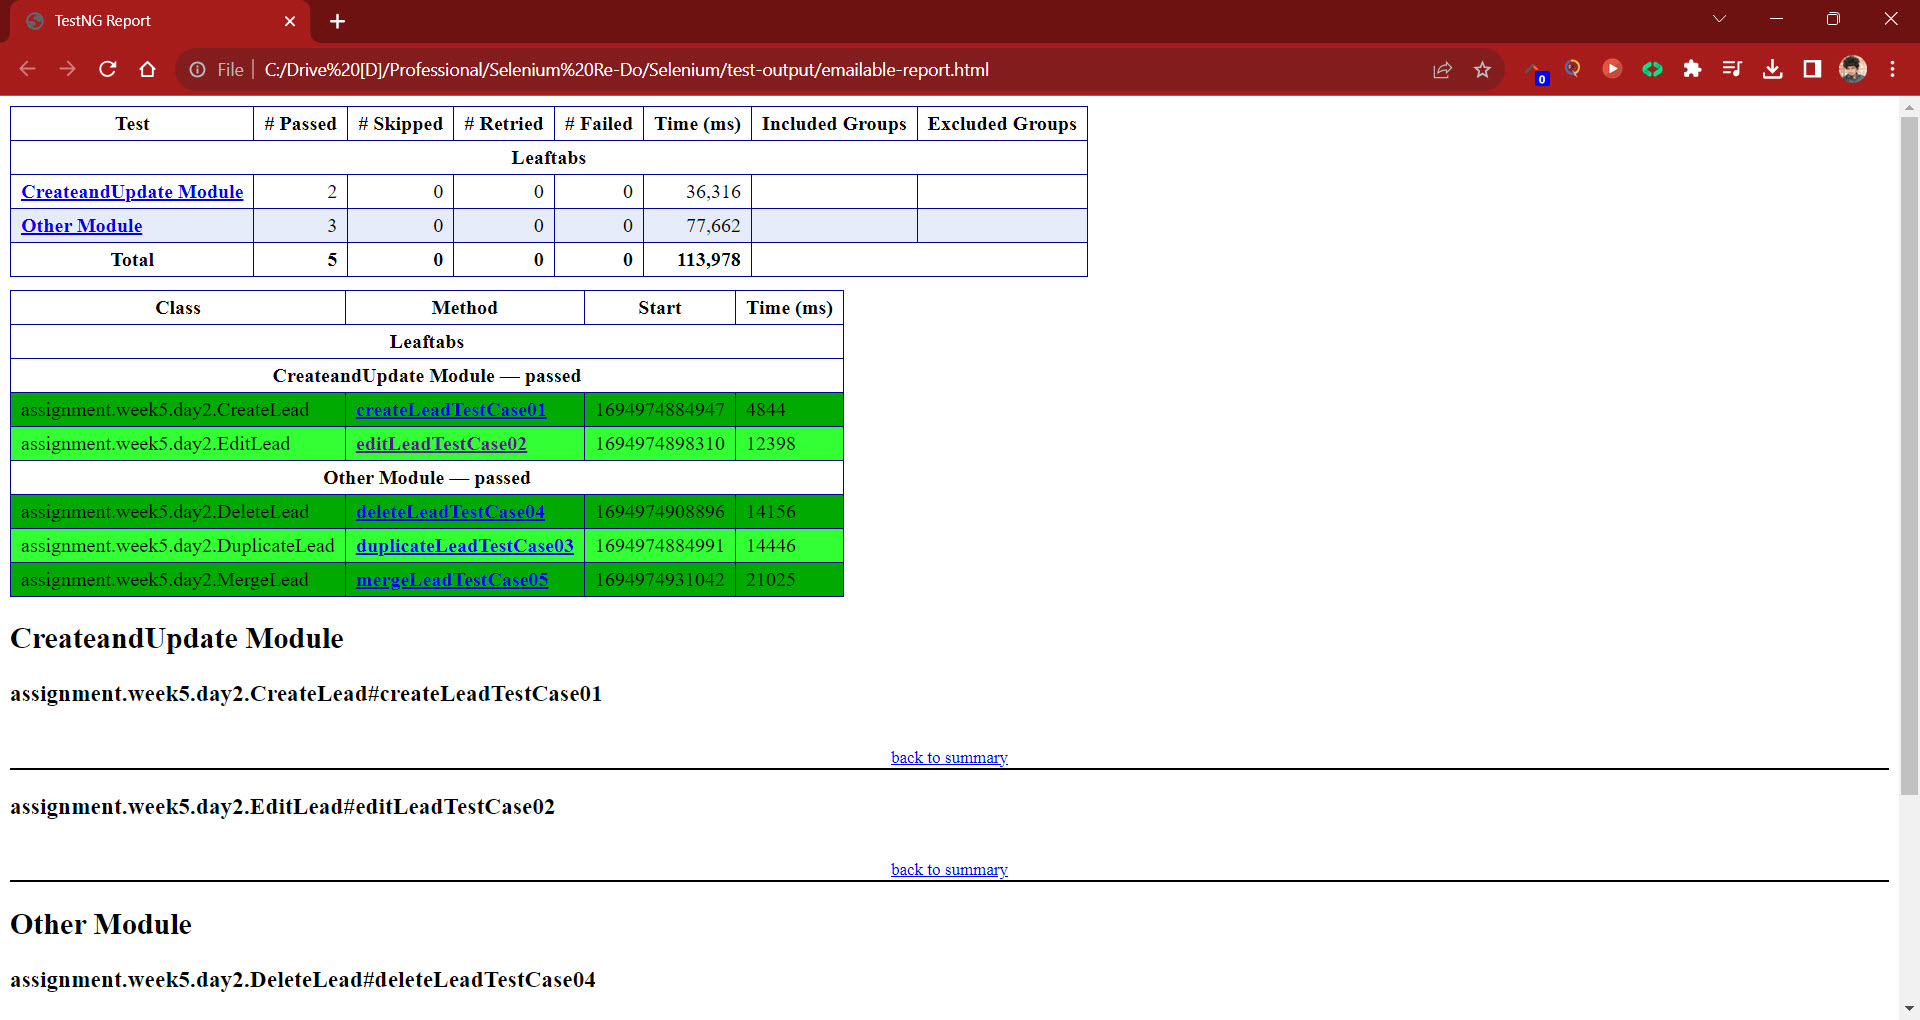 TestNG Report
File C:/Drive%20[D]/Professional/Selenium%20Re-Do/Selenium/test-output/emailable-report.html
0
Test # Passed # Skipped # Retried # Failed Time (ms) Included Groups Excluded Groups
Leaftabs
CreateandUpdate Module 2 0 0 0 36,316
Other Module 3 0 0 0 77,662
Total 5 0 0 0 113,978
Class Method Start Time (ms)
Leaftabs
CreateandUpdate Module — passed
assignment.week5.day2.CreateLead createLeadTestCase01 1694974884947 4844
assignment.week5.day2.EditLead editLeadTestCase02 1694974898310 12398
Other Module — passed
assignment.week5.day2.DeleteLead deleteLeadTestCase04 1694974908896 14156
assignment.week5.day2.DuplicateLead duplicateLeadTestCase03 1694974884991 14446
assignment.week5.day2.MergeLead mergeLeadTestCase05 1694974931042 21025
CreateandUpdate Module
assignment.week5.day2.CreateLead#createLeadTestCase01
back to summary
assignment.week5.day2.EditLead#editLeadTestCase02
back to summary
Other Module
assignment.week5.day2.DeleteLead#deleteLeadTestCase04